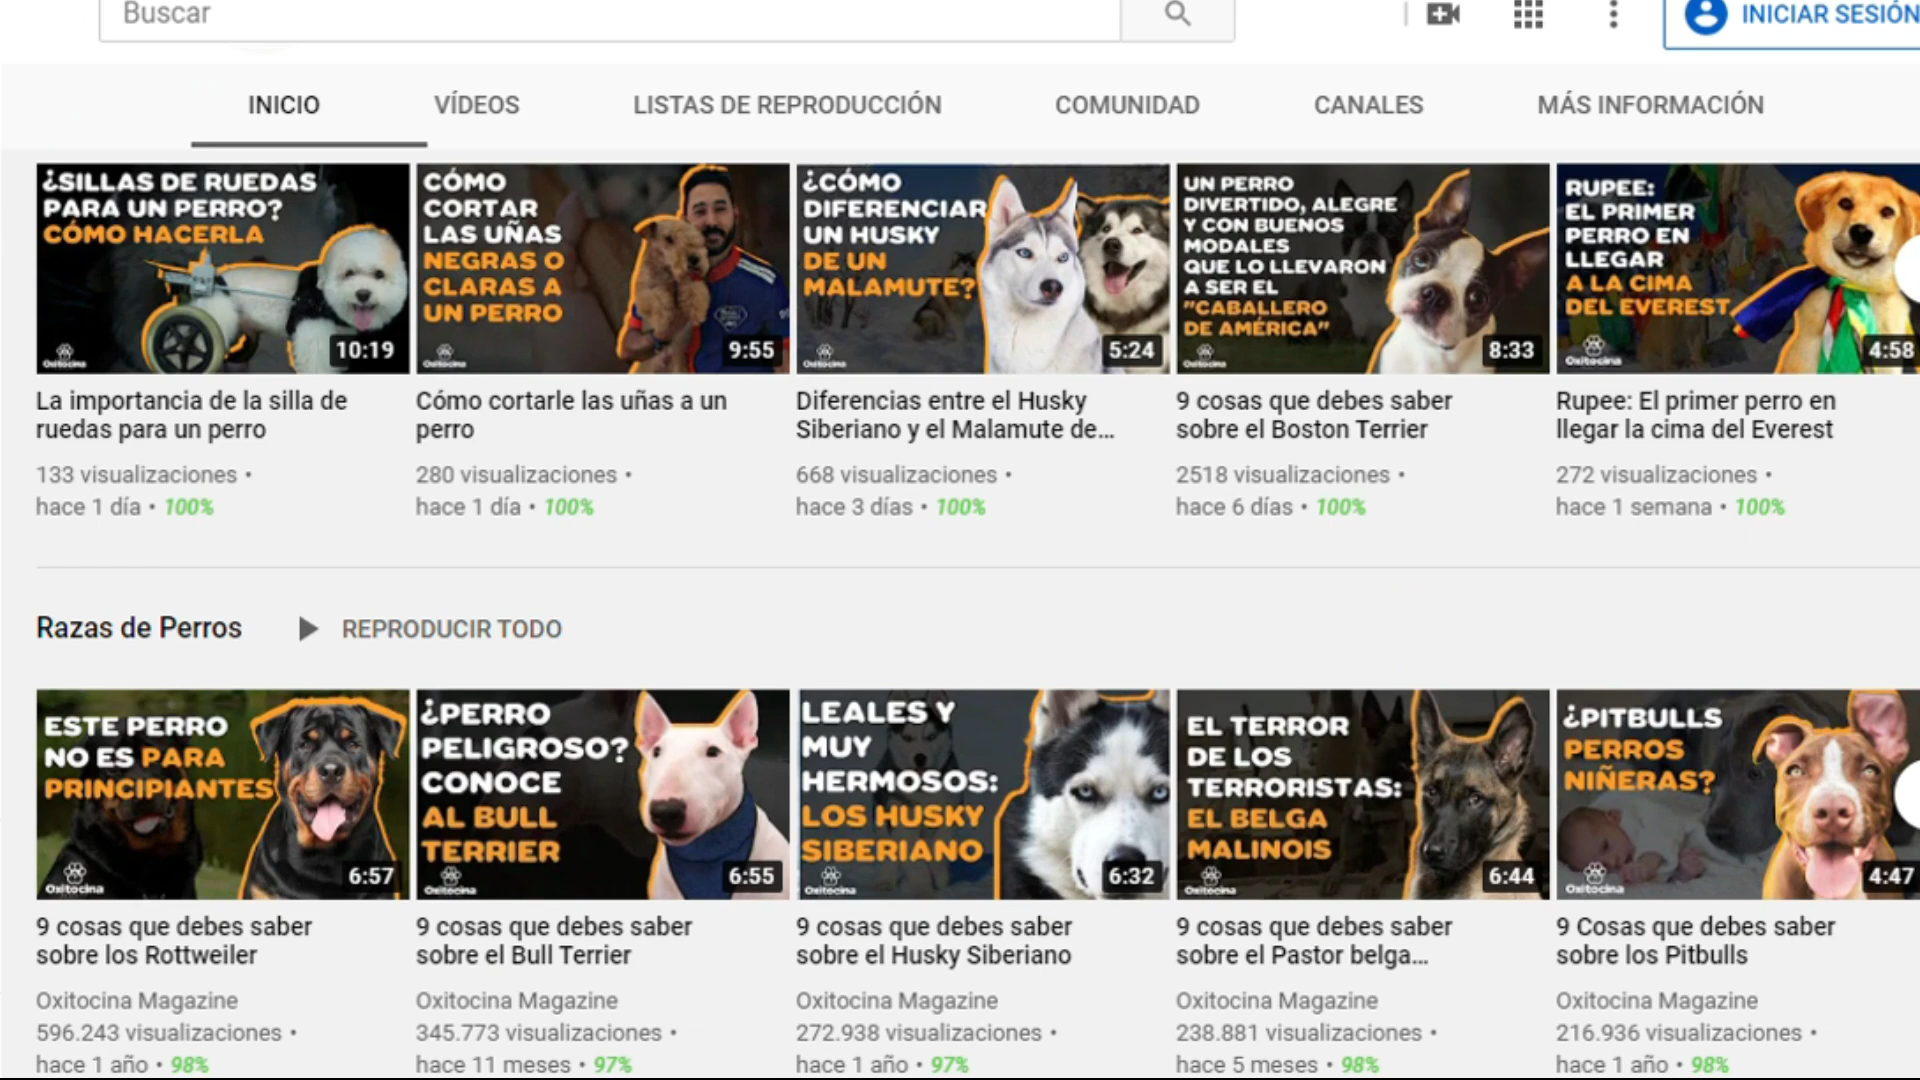 Buscar
INICIAR SESIÓN
INICIO
VÍDEOS
LISTAS DE REPRODUCCIÓN
COMUNIDAD
CANALES
MÁS INFORMACIÓN
¿SILLAS DE RUEDAS
PARA UN PERRO?
CÓMO HACERLA
Oxitocina
10:19
CÓMO
CORTAR
LAS UÑAS
NEGRAS O
CLARAS A
UN PERRO
Oxitocina
9:55
¿CÓMO
DIFERENCIAR
UN HUSKY
DE UN
MALAMUTE?
Oxitocina
5:24
UN PERRO
DIVERTIDO, ALEGRE
Y CON BUENOS
MODALES
QUE LO LLEVARON
A SER EL
"CABALLERO
DE AMÉRICA"
Oxitocina
8:33
RUPEE:
EL PRIMER
PERRO EN
LLEGAR
A LA CIMA
DEL EVEREST
Oxitocina
4:58
La importancia de la silla de
ruedas para un perro
133 visualizaciones •
hace 1 día • 100%
Cómo cortarle las uñas a un
perro
280 visualizaciones •
hace 1 día • 100%
Diferencias entre el Husky
Siberiano y el Malamute de...
668 visualizaciones •
hace 3 días • 100%
9 cosas que debes saber
sobre el Boston Terrier
2518 visualizaciones •
hace 6 días • 100%
Rupee: El primer perro en
llegar la cima del Everest
272 visualizaciones •
hace 1 semana • 100%
Razas de Perros
REPRODUCIR TODO
ESTE PERRO
NO ES PARA
PRINCIPIANTES
Oxitocina
6:57
¿PERRO
PELIGROSO?
CONOCE
AL BULL
TERRIER
Oxitocina
6:55
LEALES Y
MUY
HERMOSOS:
LOS HUSKY
SIBERIANO
Oxitocina
6:32
EL TERROR
DE LOS
TERRORISTAS:
EL BELGA
MALINOIS
Oxitocina
6:44
¿PITBULLS
PERROS
NIÑERAS?
Oxitocina
4:47
9 cosas que debes saber
sobre los Rottweiler
Oxitocina Magazine
596.243 visualizaciones •
hace 1 año • 98%
9 cosas que debes saber
sobre el Bull Terrier
Oxitocina Magazine
345.773 visualizaciones •
hace 11 meses • 97%
9 cosas que debes saber
sobre el Husky Siberiano
Oxitocina Magazine
272.938 visualizaciones •
hace 1 año • 97%
9 cosas que debes saber
sobre el Pastor belga...
Oxitocina Magazine
238.881 visualizaciones •
hace 5 meses • 98%
9 Cosas que debes saber
sobre los Pitbulls
Oxitocina Magazine
216.936 visualizaciones •
hace 1 año • 98%